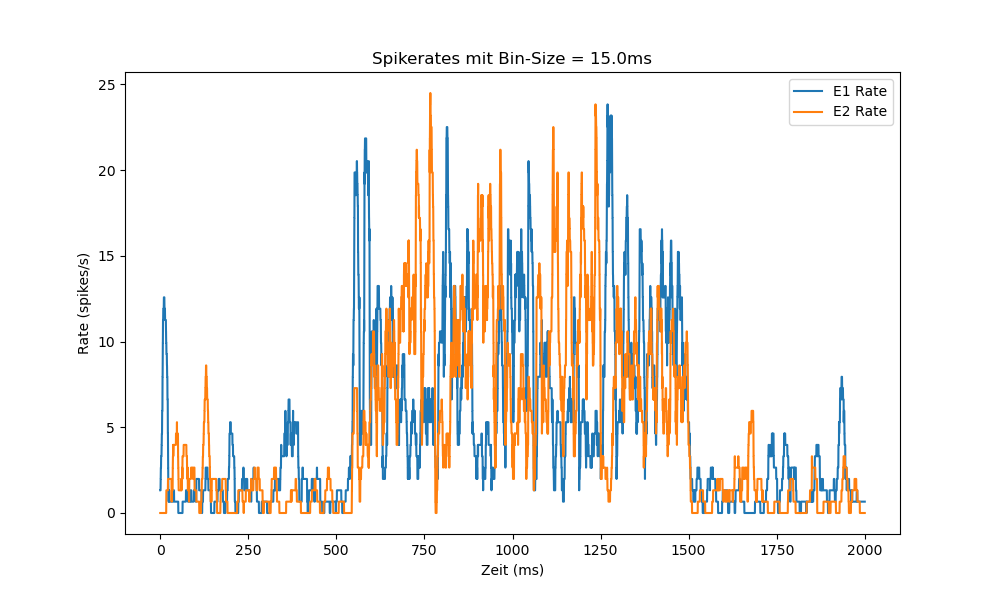 Spikerates mit Bin-Size = 15.0ms
E1 Rate
E2 Rate
25
20
15
10
5
0
Rate (spikes/s)
0 250 500 750 1000 1250 1500 1750 2000
Zeit (ms)